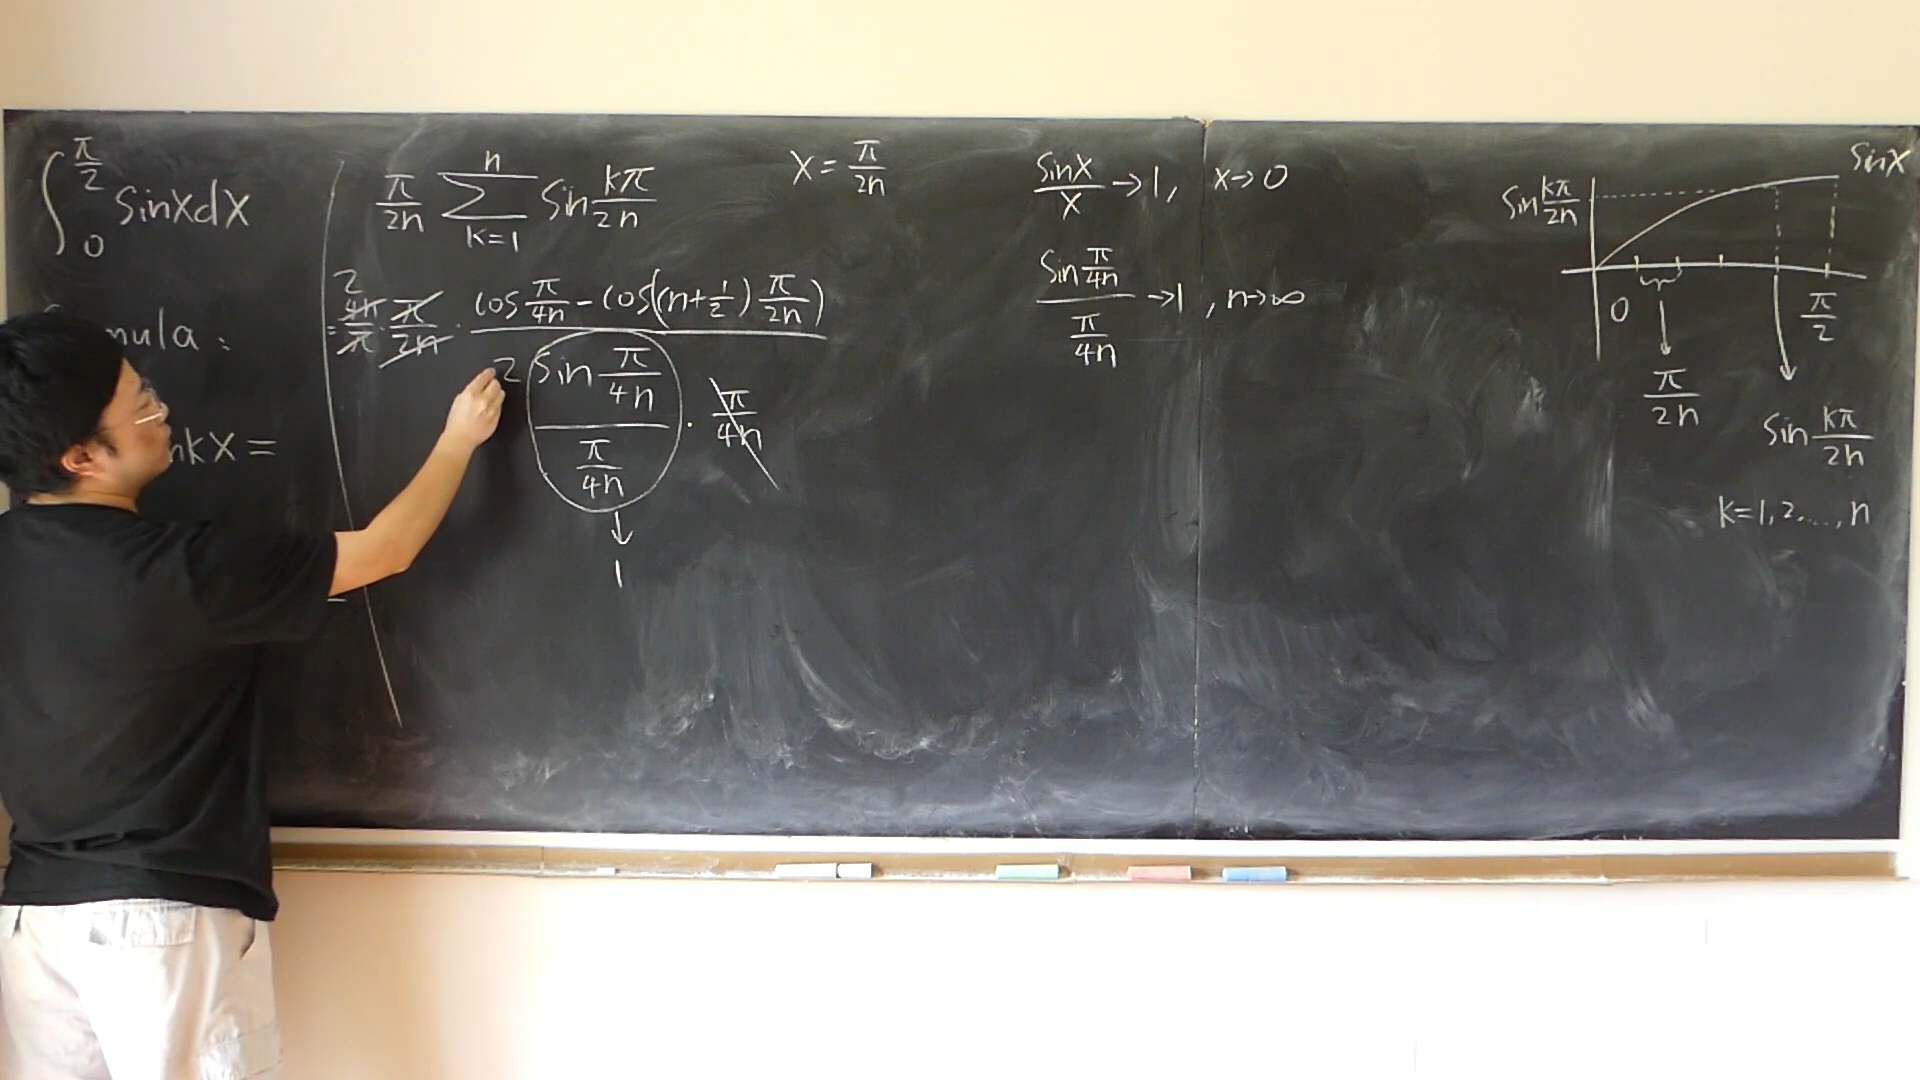 ∫₀^(π/2) sinx dx
mula:
nkx =
π/2n ∑_{k=1}^{n} sin kπ/2n
x = π/2n
= 2 4n/π · π/2n · (cos π/4n − cos((n+1/2) π/2n)) / (2 (sin π/4n)/(π/4n) · π/4n)
↓
1
sinx/x → 1, x → 0
(sin π/4n)/(π/4n) → 1, n → ∞
sinx
sin kπ/2n
0
π/2
π/2n
sin kπ/2n
k=1, 2, ..., n